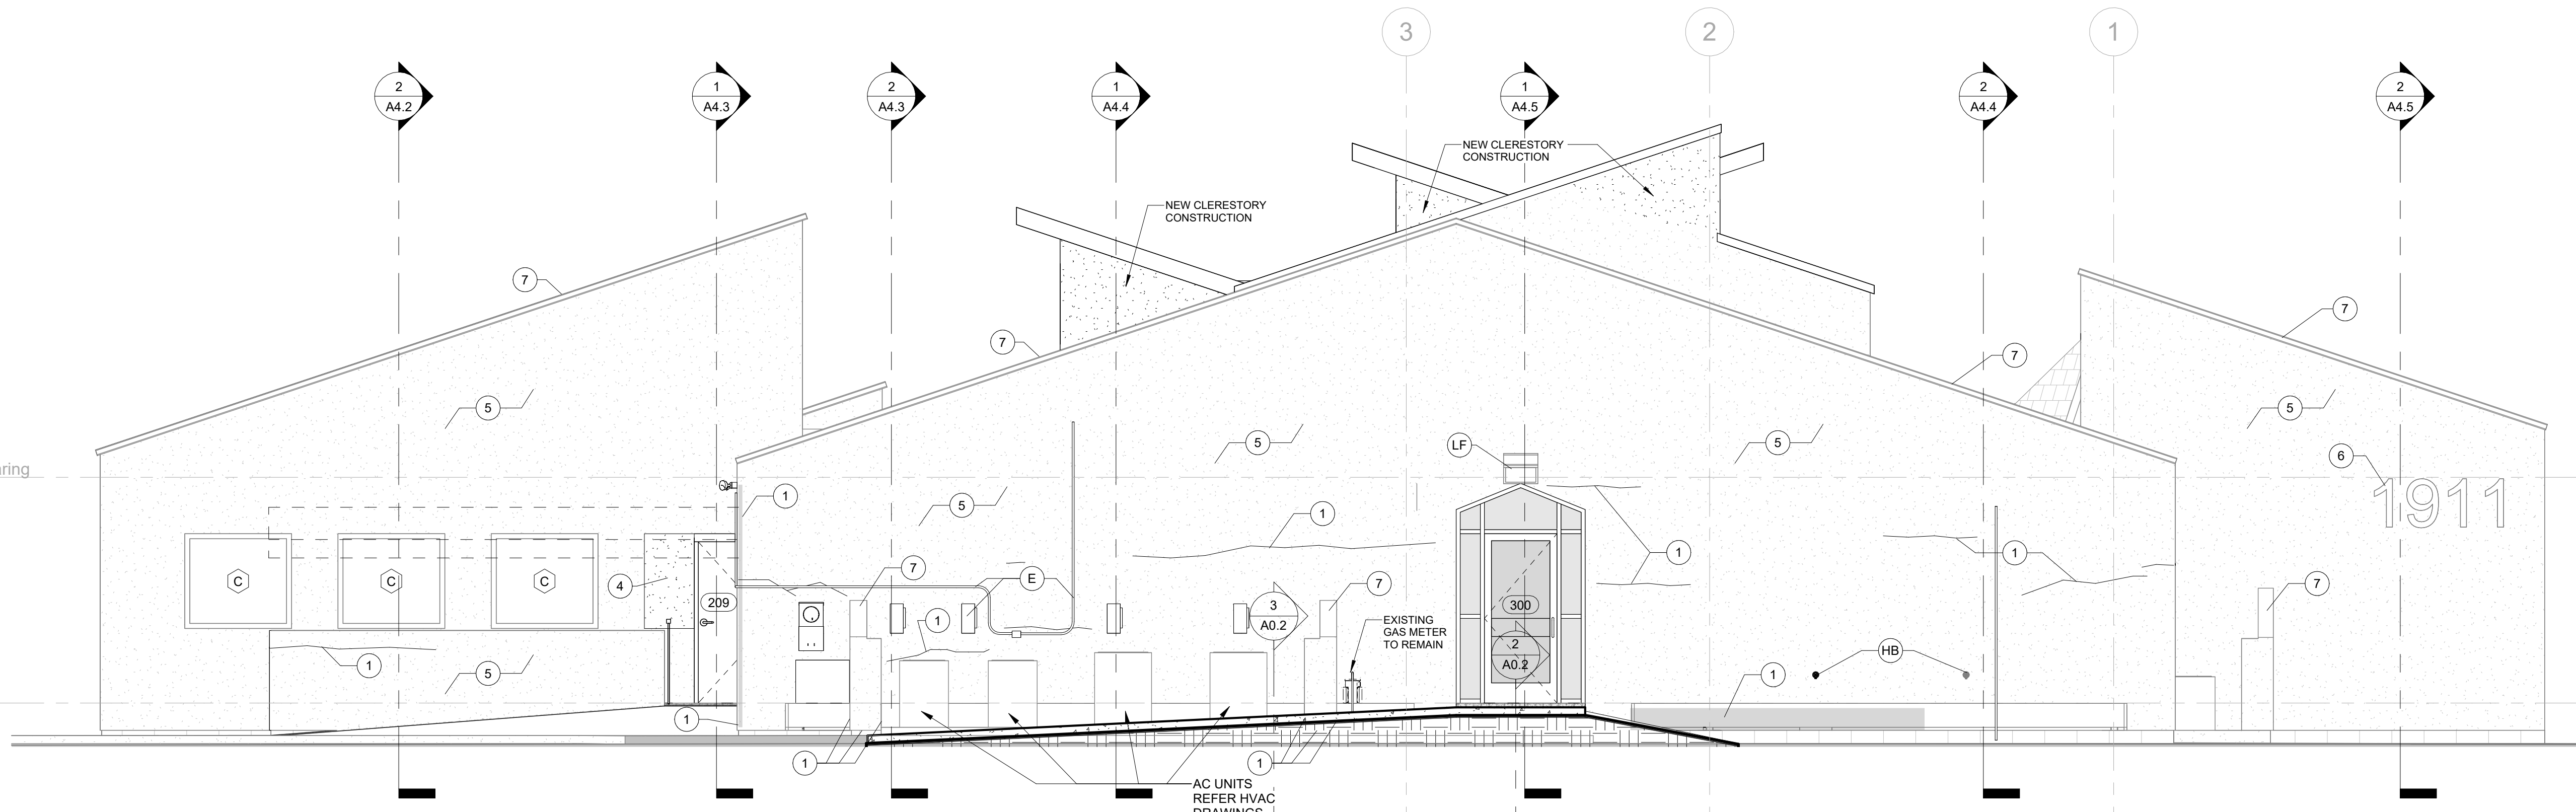 3
2
1
2
A4.2
1
A4.3
2
A4.3
1
A4.4
1
A4.5
2
A4.4
2
A4.5
NEW CLERESTORY
CONSTRUCTION
NEW CLERESTORY
CONSTRUCTION
7
7
7
7
5
5
5
5
LF
6
1911
aring
1
5
1
1
1
C
C
C
4
209
7
E
1
3
A0.2
7
EXISTING
GAS METER
TO REMAIN
300
2
A0.2
7
HB
1
5
1
1
1
1
AC UNITS
REFER HVAC
DRAWINGS